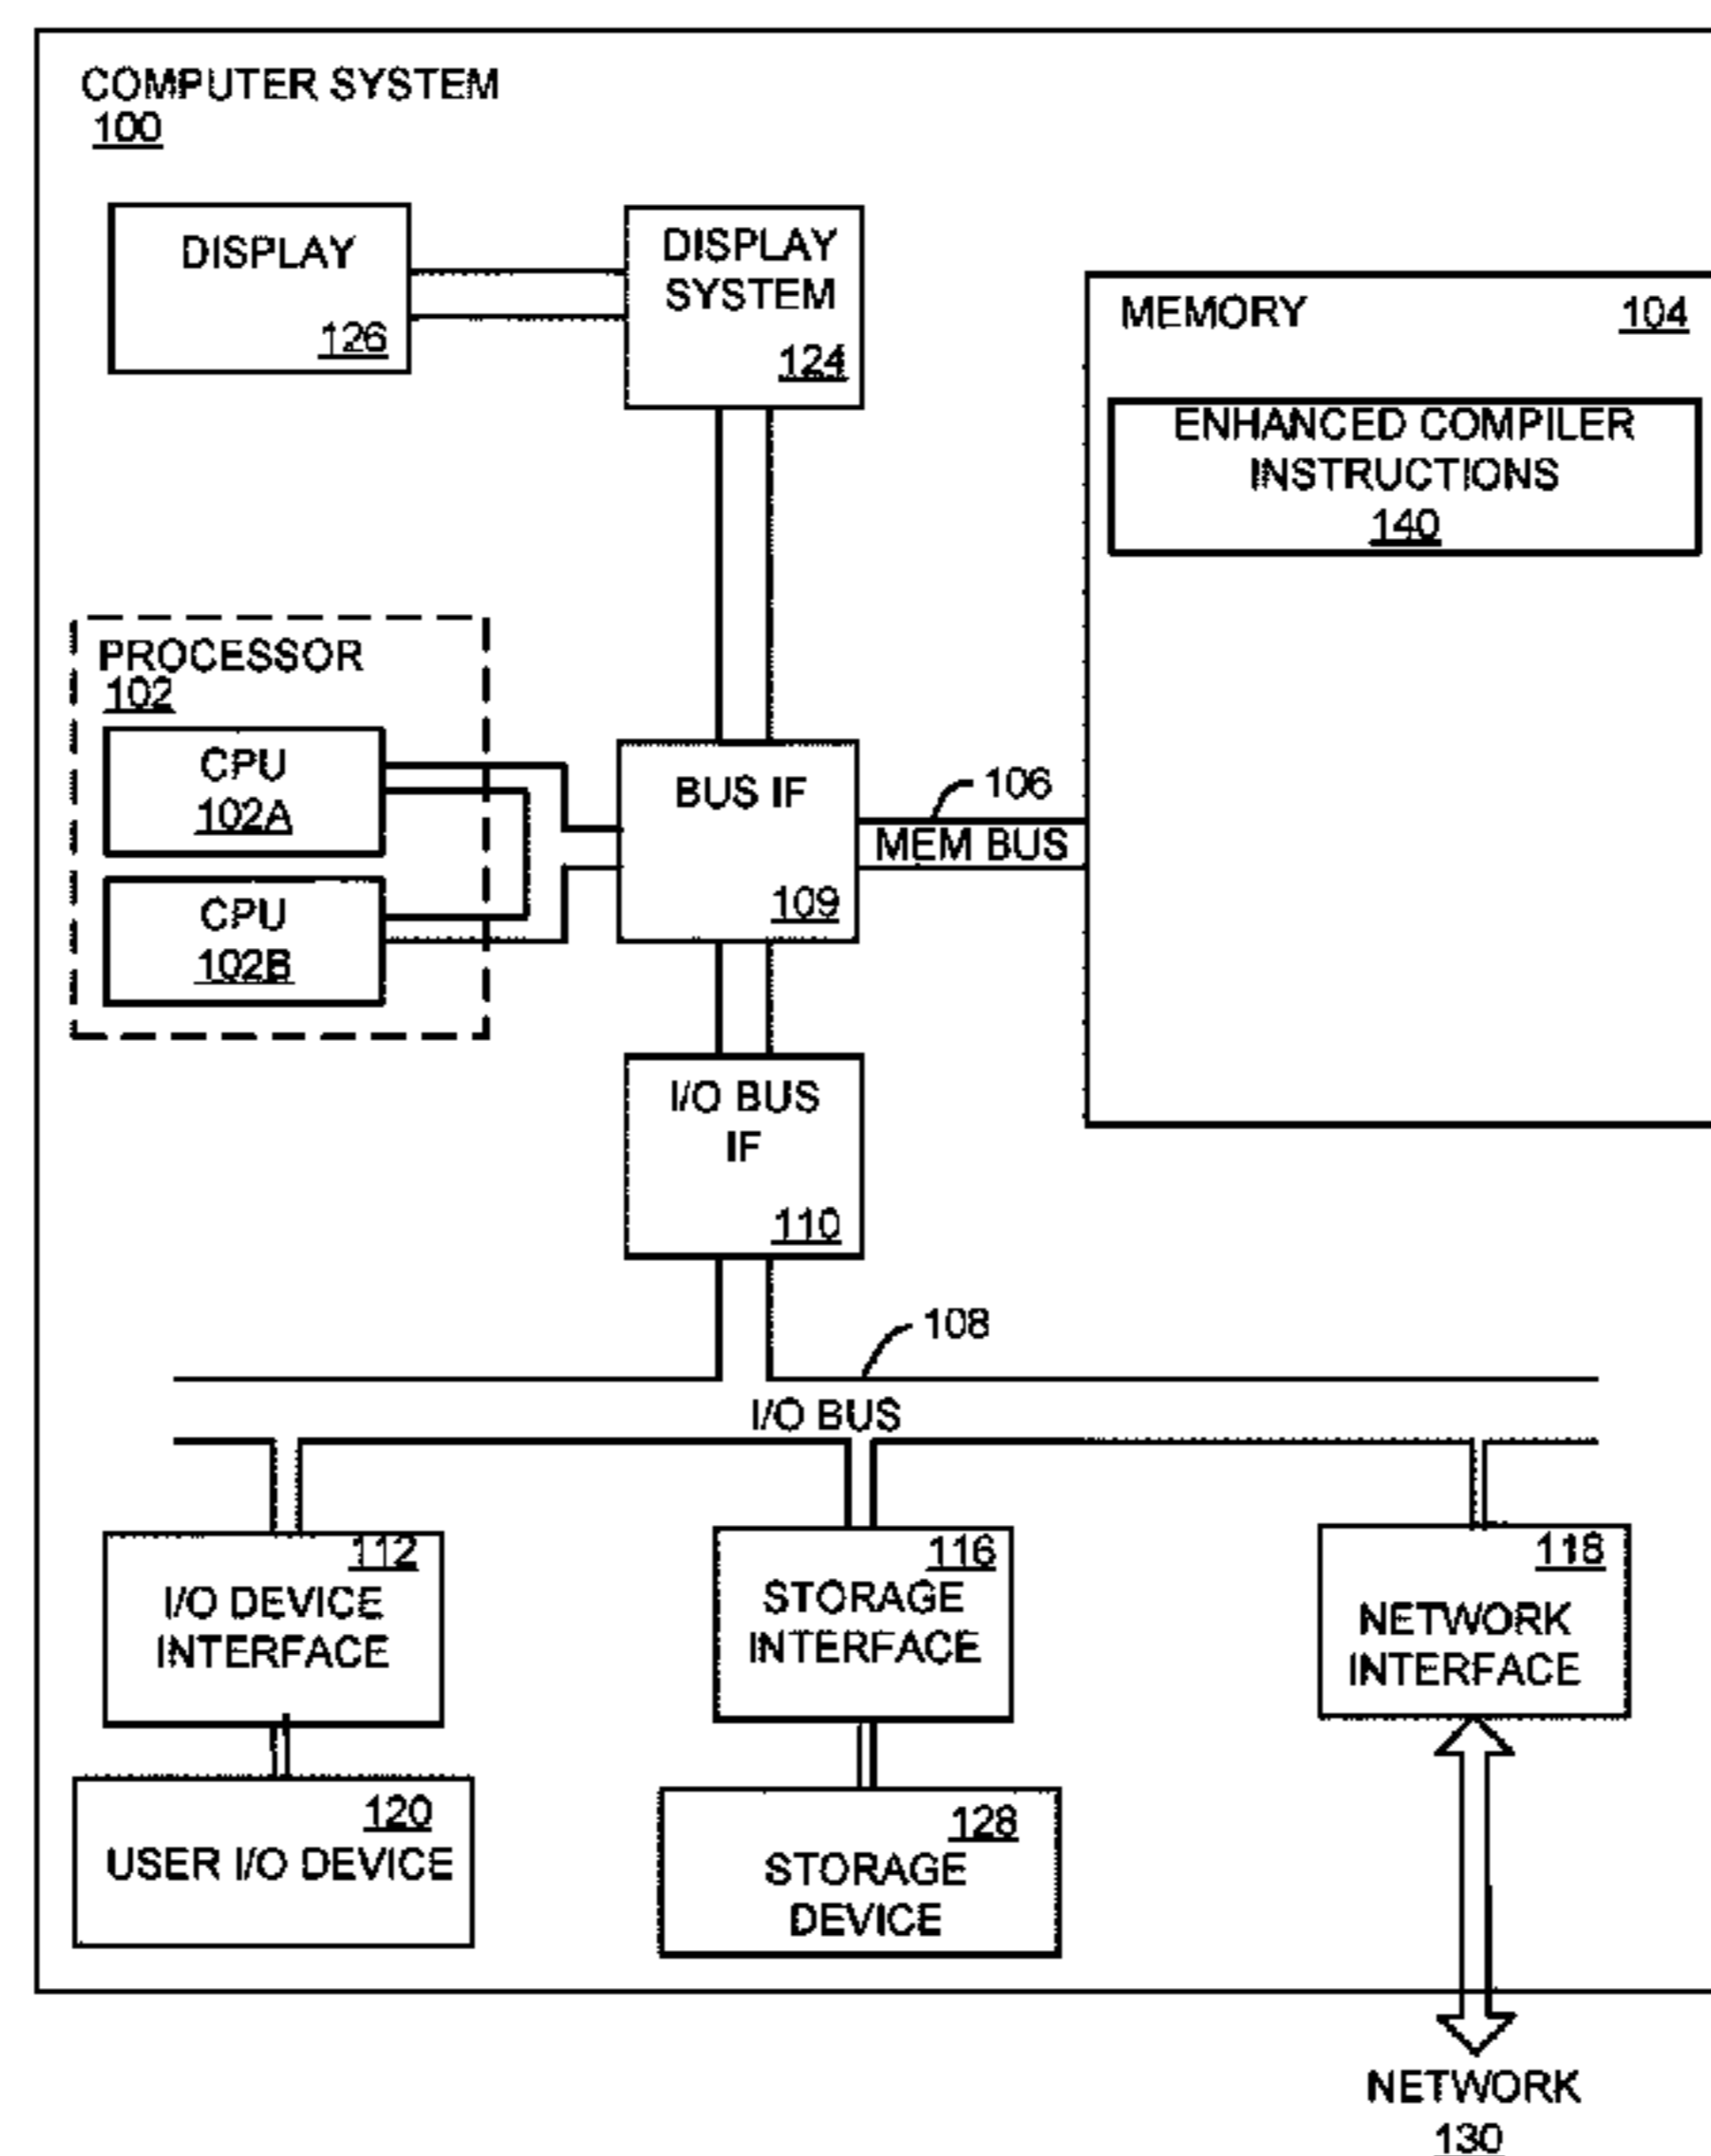 COMPUTER SYSTEM
100
DISPLAY
126
DISPLAY
SYSTEM
124
MEMORY 104
ENHANCED COMPILER
INSTRUCTIONS
140
PROCESSOR
102
CPU
102A
CPU
102B
BUS IF
109
106
MEM BUS
I/O BUS
IF
110
108
I/O BUS
112
I/O DEVICE
INTERFACE
116
STORAGE
INTERFACE
118
NETWORK
INTERFACE
120
USER I/O DEVICE
128
STORAGE
DEVICE
NETWORK
130